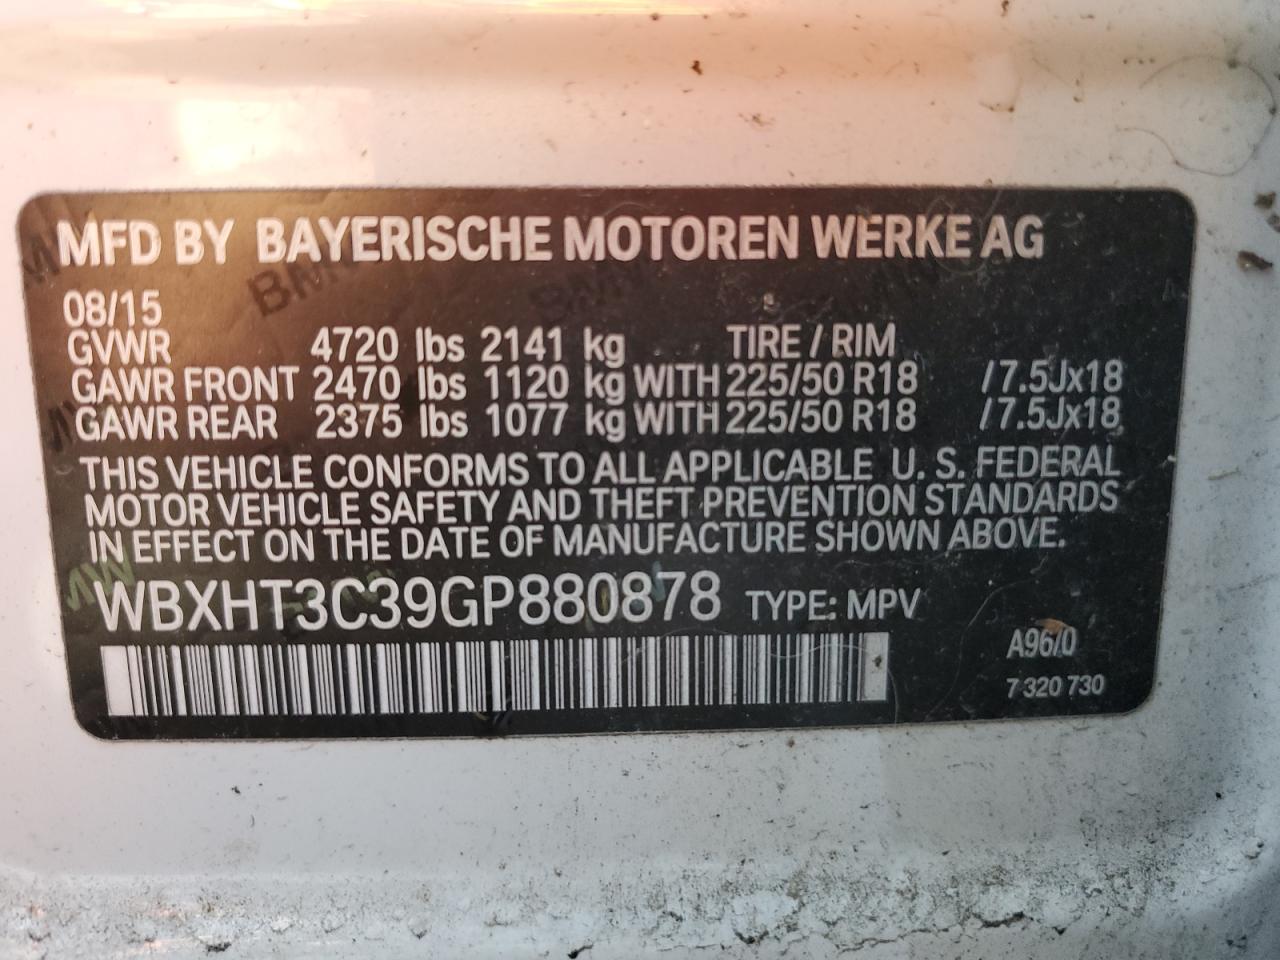 MFD BY BAYERISCHE MOTOREN WERKE AG
08/15
GVWR 4720 lbs 2141 kg TIRE / RIM
GAWR FRONT 2470 lbs 1120 kg WITH 225/50 R18 /7.5Jx18
GAWR REAR 2375 lbs 1077 kg WITH 225/50 R18 /7.5Jx18
THIS VEHICLE CONFORMS TO ALL APPLICABLE U. S. FEDERAL
MOTOR VEHICLE SAFETY AND THEFT PREVENTION STANDARDS
IN EFFECT ON THE DATE OF MANUFACTURE SHOWN ABOVE.
WBXHT3C39GP880878 TYPE: MPV
A96/0
7 320 730